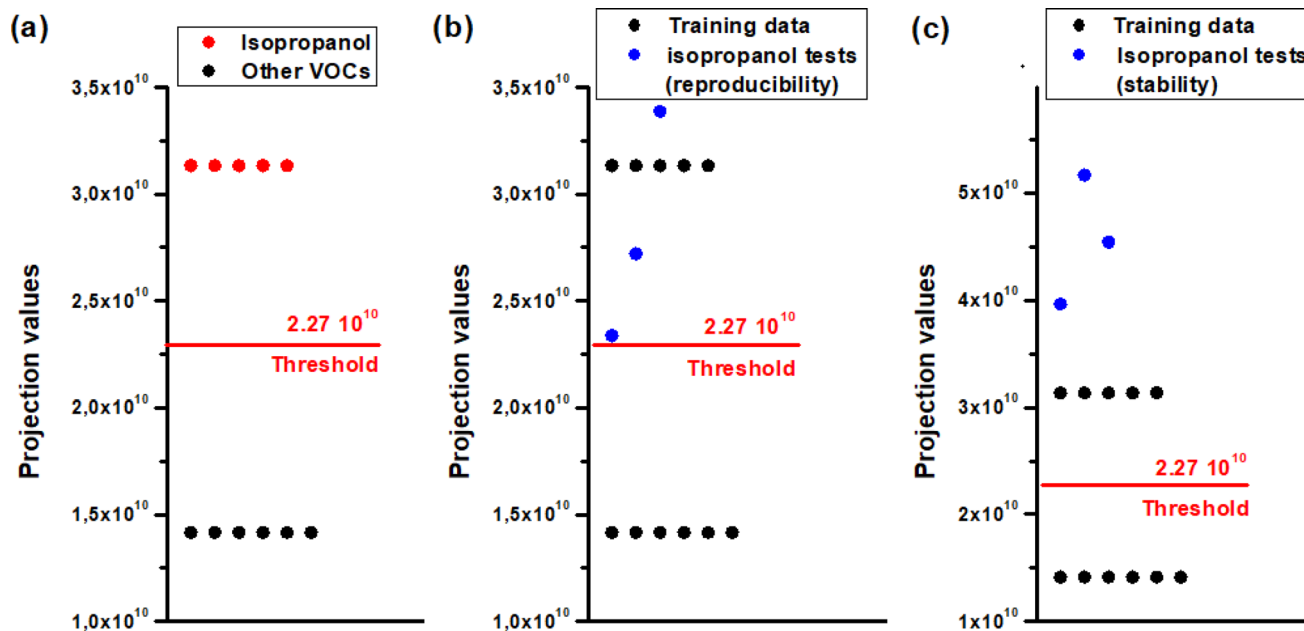 (a)
Isopropanol
Other VOCs
3,5x10^10
3,0x10^10
2,5x10^10
2,0x10^10
1,5x10^10
1,0x10^10
Projection values
2.27 10^10
Threshold
(b)
Training data
isopropanol tests
(reproducibility)
3,5x10^10
3,0x10^10
2,5x10^10
2,0x10^10
1,5x10^10
1,0x10^10
Projection values
2.27 10^10
Threshold
(c)
Training data
Isopropanol tests
(stability)
5x10^10
4x10^10
3x10^10
2x10^10
1x10^10
Projection values
2.27 10^10
Threshold